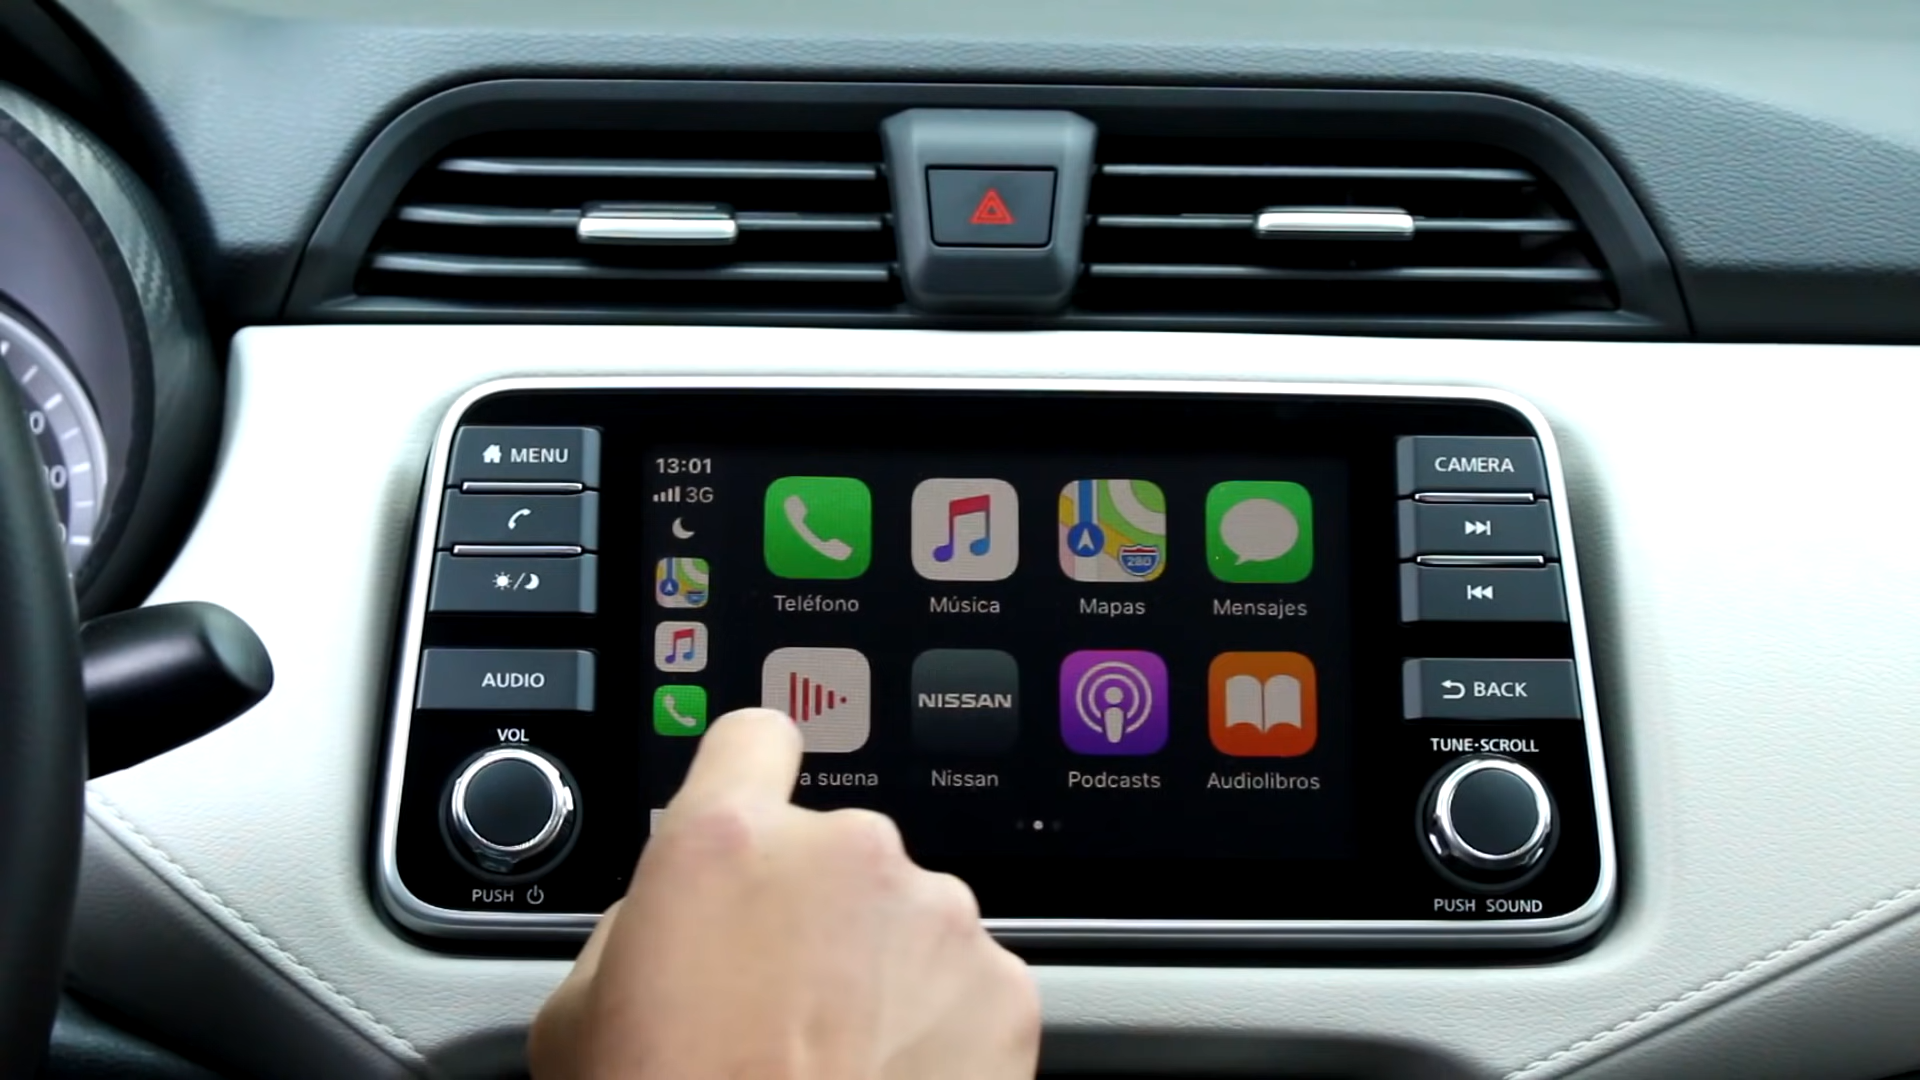 MENU
CAMERA
13:01
3G
280
Teléfono
Música
Mapas
Mensajes
AUDIO
NISSAN
BACK
VOL
TUNE·SCROLL
a suena
Nissan
Podcasts
Audiolibros
PUSH
PUSH SOUND